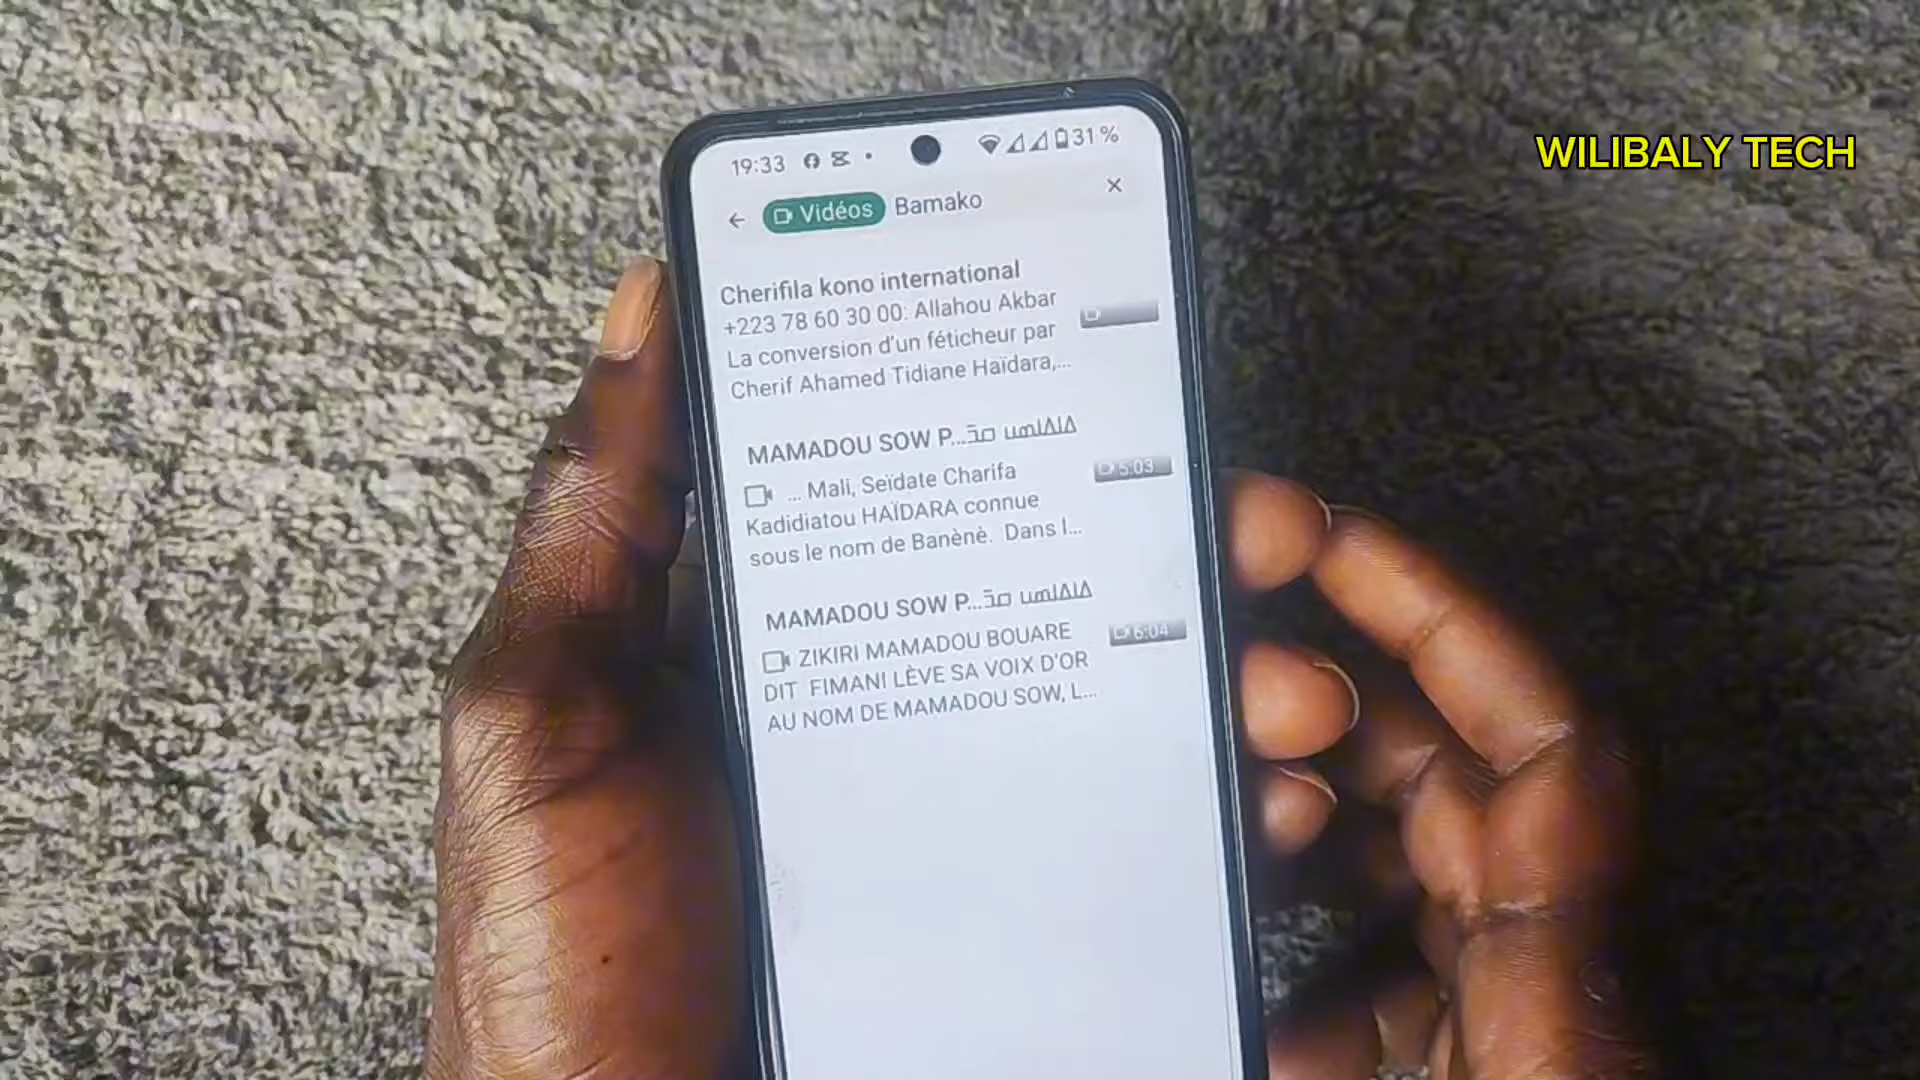 WILIBALY TECH
19:33 31%
Vidéos Bamako
Cherifila kono international
+223 78 60 30 00: Allahou Akbar
La conversion d'un féticheur par
Cherif Ahamed Tidiane Haïdara,...
MAMADOU SOW P...
... Mali, Seïdate Charifa
5:03
Kadidiatou HAÏDARA connue
sous le nom de Banènè. Dans l...
MAMADOU SOW P...
ZIKIRI MAMADOU BOUARE
6:04
DIT FIMANI LÈVE SA VOIX D'OR
AU NOM DE MAMADOU SOW, L...